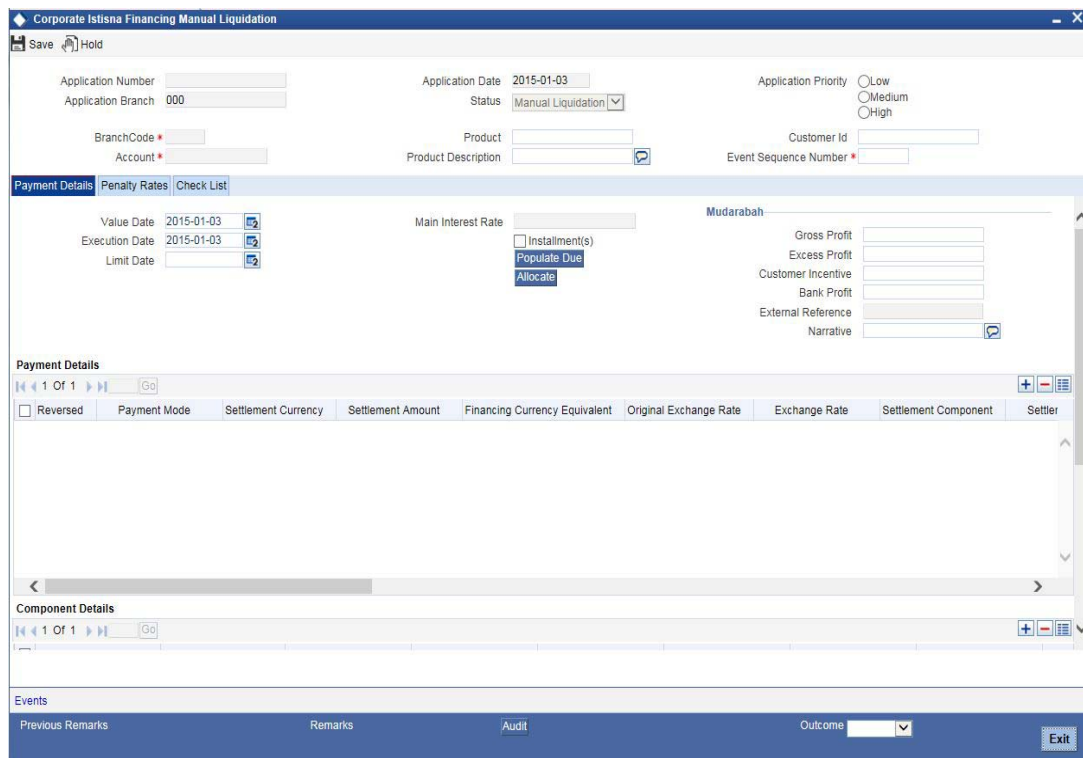 Corporate Istisna Financing Manual Liquidation
Save Hold
Application Number Application Date 2015-01-03 Application Priority Low
Application Branch 000 Status Manual Liquidation Medium
High
BranchCode * Product Customer Id
Account * Product Description Event Sequence Number *
Payment Details Penalty Rates Check List
Mudarabah
Value Date 2015-01-03 Main Interest Rate
Gross Profit
Execution Date 2015-01-03 Installment(s)
Excess Profit
Limit Date Populate Due
Customer Incentive
Allocate
Bank Profit
External Reference
Narrative
Payment Details
1 Of 1 Go
Reversed Payment Mode Settlement Currency Settlement Amount Financing Currency Equivalent Original Exchange Rate Exchange Rate Settlement Component Settler
Component Details
1 Of 1 Go
Events
Previous Remarks Remarks Audit Outcome
Exit